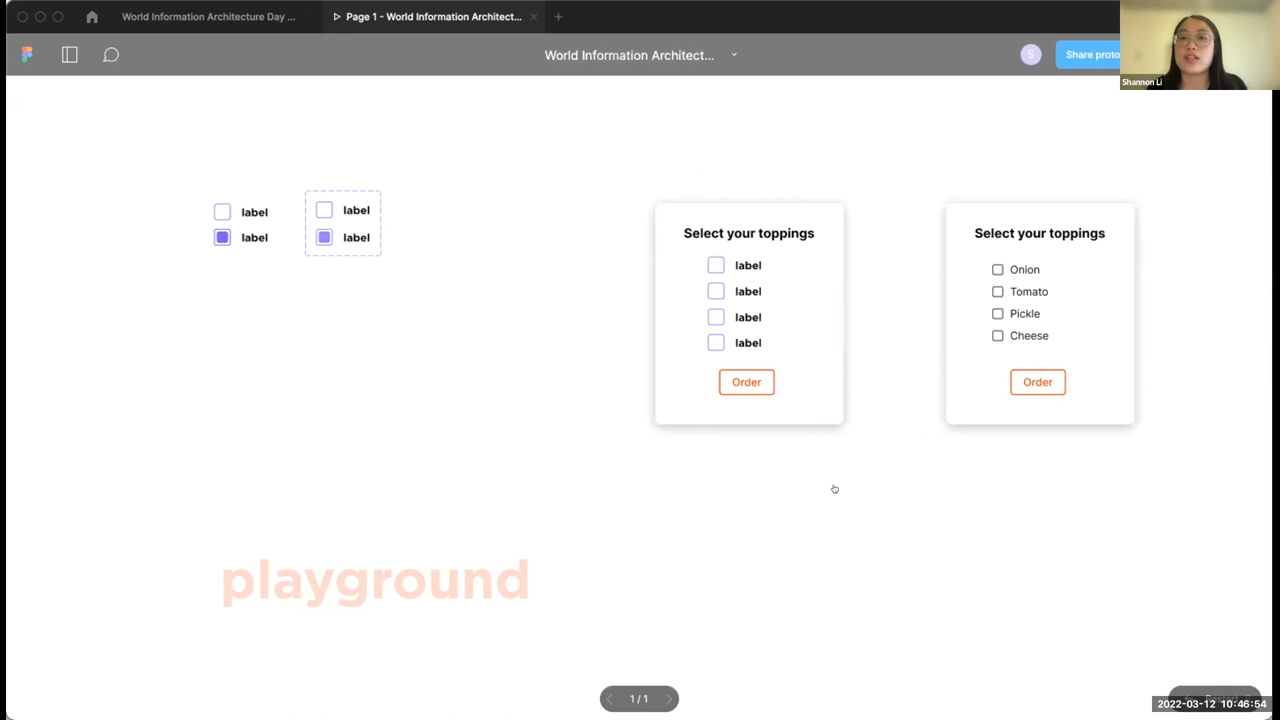 World Information Architecture Day ...
Page 1 - World Information Architect...
World Information Architect...
S
Share proto
Shannon Li
label
label
label
label
Select your toppings
label
label
label
label
Order
Select your toppings
Onion
Tomato
Pickle
Cheese
Order
playground
1 / 1
Restart
2022-03-12 10:46:54